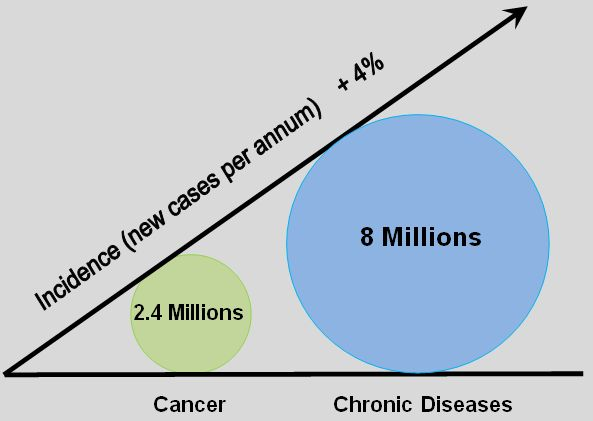 Incidence (new cases per annum) + 4%
8 Millions
2.4 Millions
Cancer
Chronic Diseases